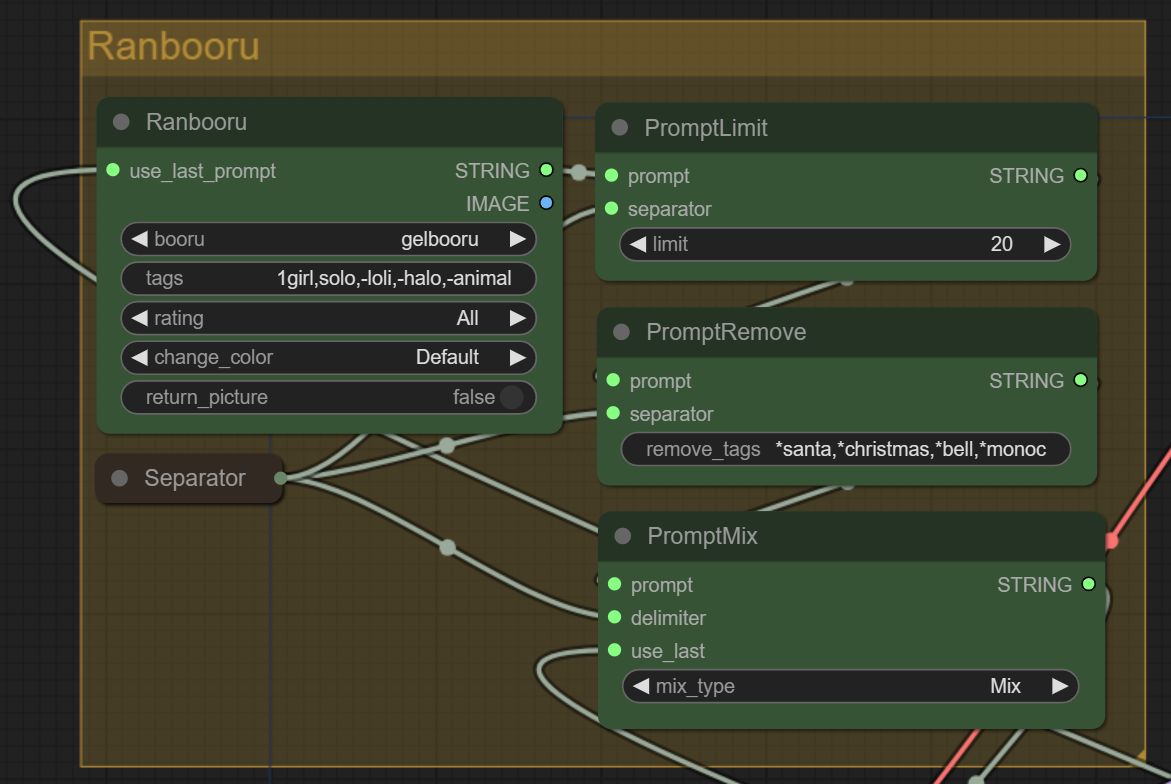 Ranbooru
Ranbooru
use_last_prompt STRING
IMAGE
booru gelbooru
tags 1girl,solo,-loli,-halo,-animal
rating All
change_color Default
return_picture false
Separator
PromptLimit
prompt STRING
separator
limit 20
PromptRemove
prompt STRING
separator
remove_tags *santa,*christmas,*bell,*monoc
PromptMix
prompt STRING
delimiter
use_last
mix_type Mix